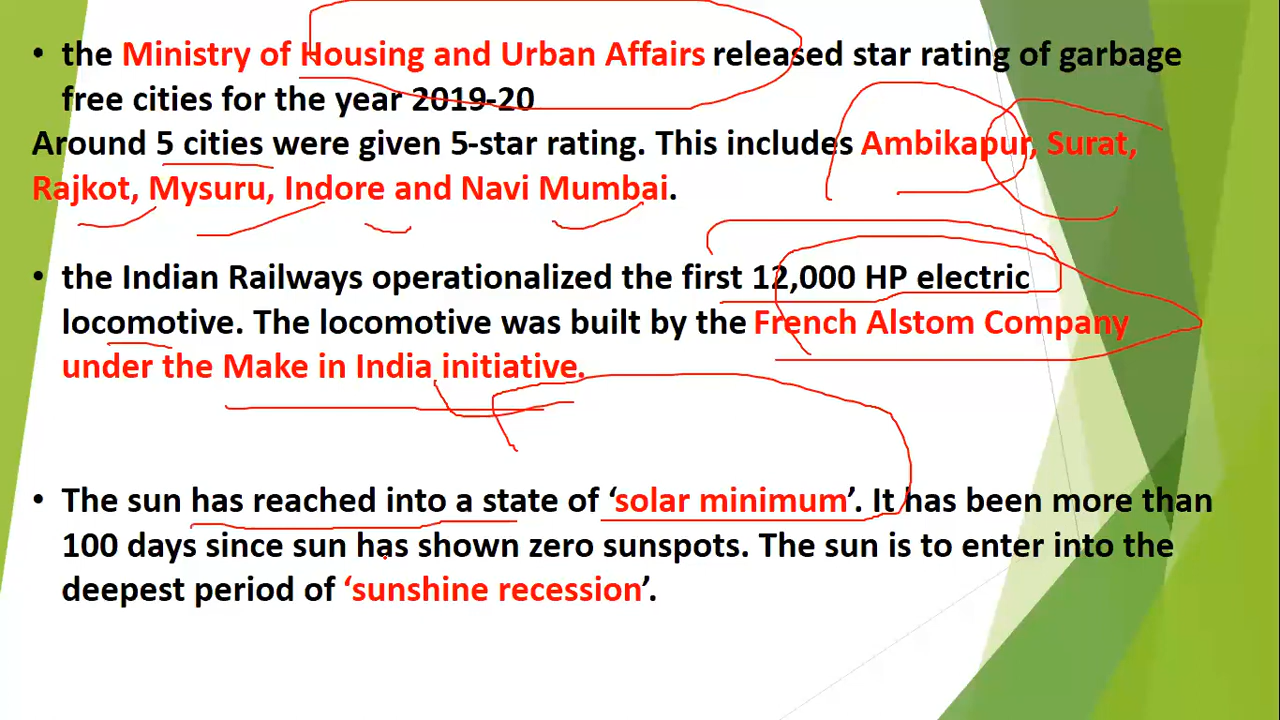 • the Ministry of Housing and Urban Affairs released star rating of garbage
free cities for the year 2019-20
Around 5 cities were given 5-star rating. This includes Ambikapur, Surat,
Rajkot, Mysuru, Indore and Navi Mumbai.
• the Indian Railways operationalized the first 12,000 HP electric
locomotive. The locomotive was built by the French Alstom Company
under the Make in India initiative.
• The sun has reached into a state of ‘solar minimum’. It has been more than
100 days since sun has shown zero sunspots. The sun is to enter into the
deepest period of ‘sunshine recession’.